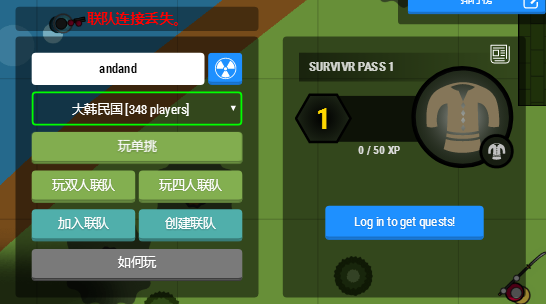 联队连接丢失。
andand
大韩民国 [348 players]
玩单挑
玩双人联队
玩四人联队
加入联队
创建联队
如何玩
SURVIVR PASS 1
1
0 / 50 XP
Log in to get quests!